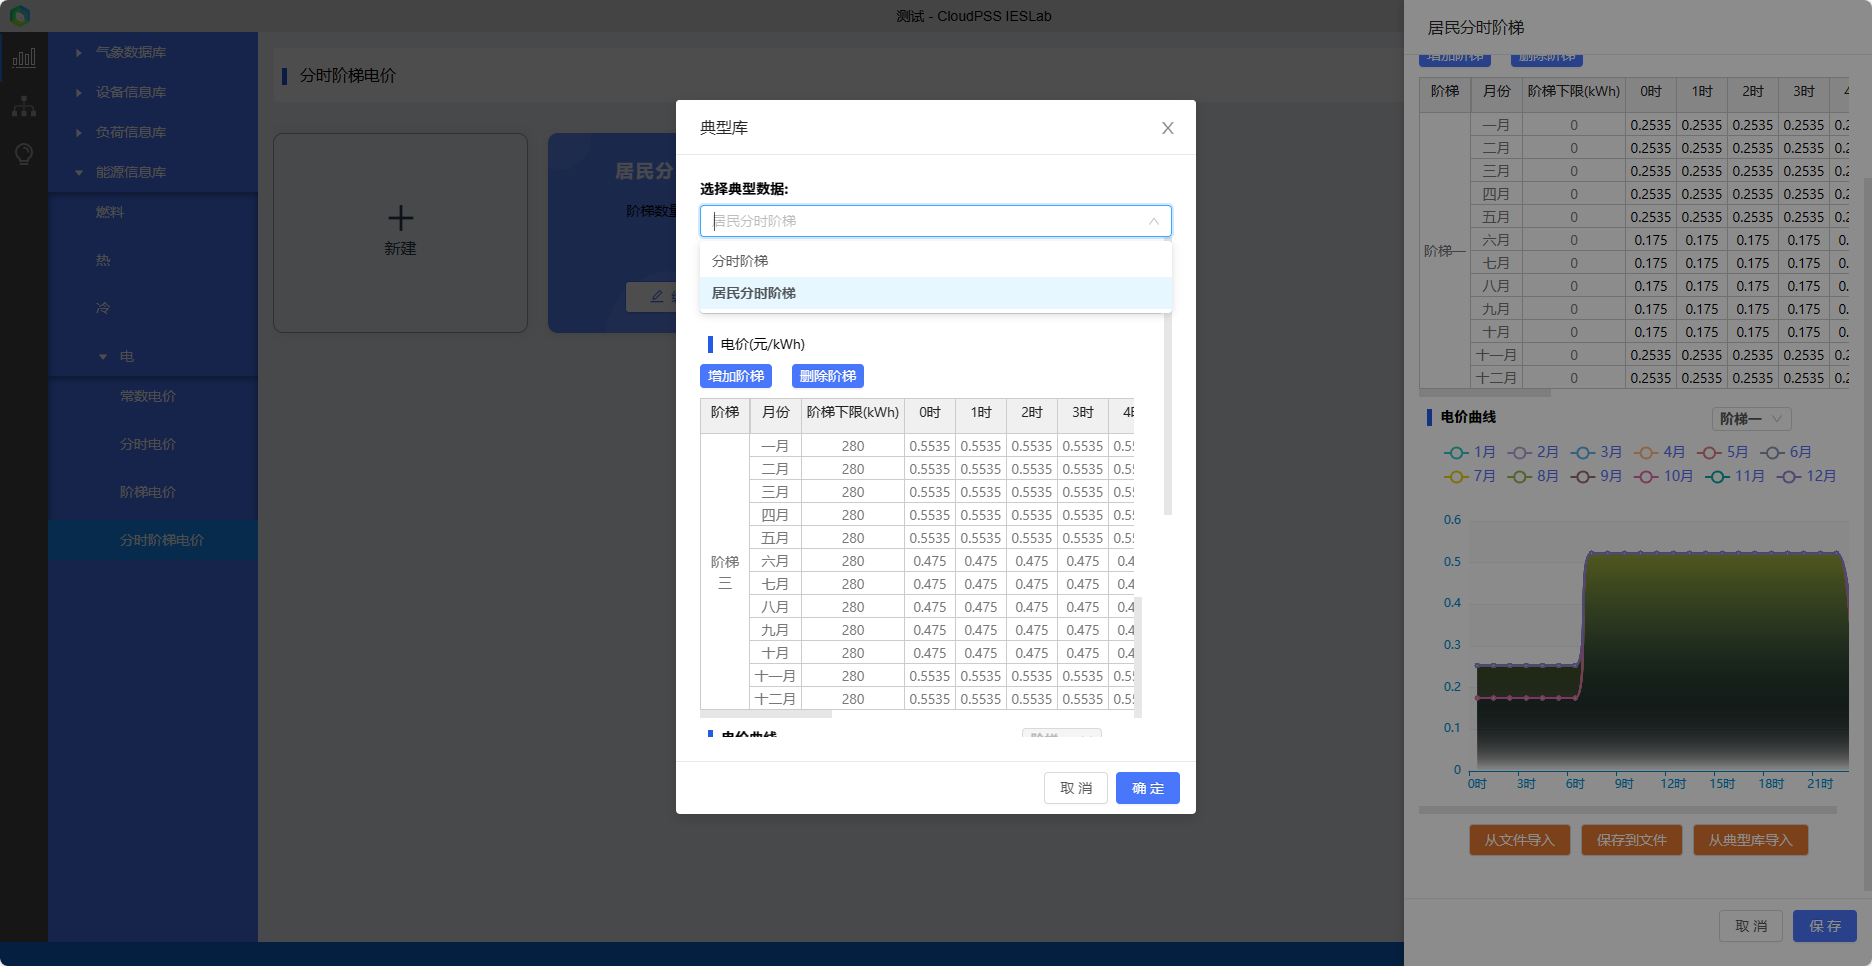 测试 - CloudPSS IESLab
气象数据库
设备信息库
负荷信息库
能源信息库
燃料
热
冷
电
常数电价
分时电价
阶梯电价
分时阶梯电价
分时阶梯电价
新建
居民分
阶梯数量
典型库
选择典型数据:
居民分时阶梯
分时阶梯
居民分时阶梯
电价(元/kWh)
增加阶梯 删除阶梯
阶梯 月份 阶梯下限(kWh) 0时 1时 2时 3时
阶梯三
一月 280 0.5535 0.5535 0.5535 0.5535 0.55
二月 280 0.5535 0.5535 0.5535 0.5535 0.55
三月 280 0.5535 0.5535 0.5535 0.5535 0.55
四月 280 0.5535 0.5535 0.5535 0.5535 0.55
五月 280 0.5535 0.5535 0.5535 0.5535 0.55
六月 280 0.475 0.475 0.475 0.475 0.4
七月 280 0.475 0.475 0.475 0.475 0.4
八月 280 0.475 0.475 0.475 0.475 0.4
九月 280 0.475 0.475 0.475 0.475 0.4
十月 280 0.475 0.475 0.475 0.475 0.4
十一月 280 0.5535 0.5535 0.5535 0.5535 0.55
十二月 280 0.5535 0.5535 0.5535 0.5535 0.55
电价曲线
取 消 确 定
居民分时阶梯
增加阶梯 删除阶梯
阶梯 月份 阶梯下限(kWh) 0时 1时 2时 3时 4
阶梯一
一月 0 0.2535 0.2535 0.2535 0.2535 0.2
二月 0 0.2535 0.2535 0.2535 0.2535 0.2
三月 0 0.2535 0.2535 0.2535 0.2535 0.2
四月 0 0.2535 0.2535 0.2535 0.2535 0.2
五月 0 0.2535 0.2535 0.2535 0.2535 0.2
六月 0 0.175 0.175 0.175 0.175 0.
七月 0 0.175 0.175 0.175 0.175 0.
八月 0 0.175 0.175 0.175 0.175 0.
九月 0 0.175 0.175 0.175 0.175 0.
十月 0 0.175 0.175 0.175 0.175 0.
十一月 0 0.2535 0.2535 0.2535 0.2535 0.2
十二月 0 0.2535 0.2535 0.2535 0.2535 0.2
电价曲线 阶梯一
1月 2月 3月 4月 5月 6月
7月 8月 9月 10月 11月 12月
0.6
0.5
0.4
0.3
0.2
0.1
0
0时 3时 6时 9时 12时 15时 18时 21时
从文件导入 保存到文件 从典型库导入
取 消 保 存